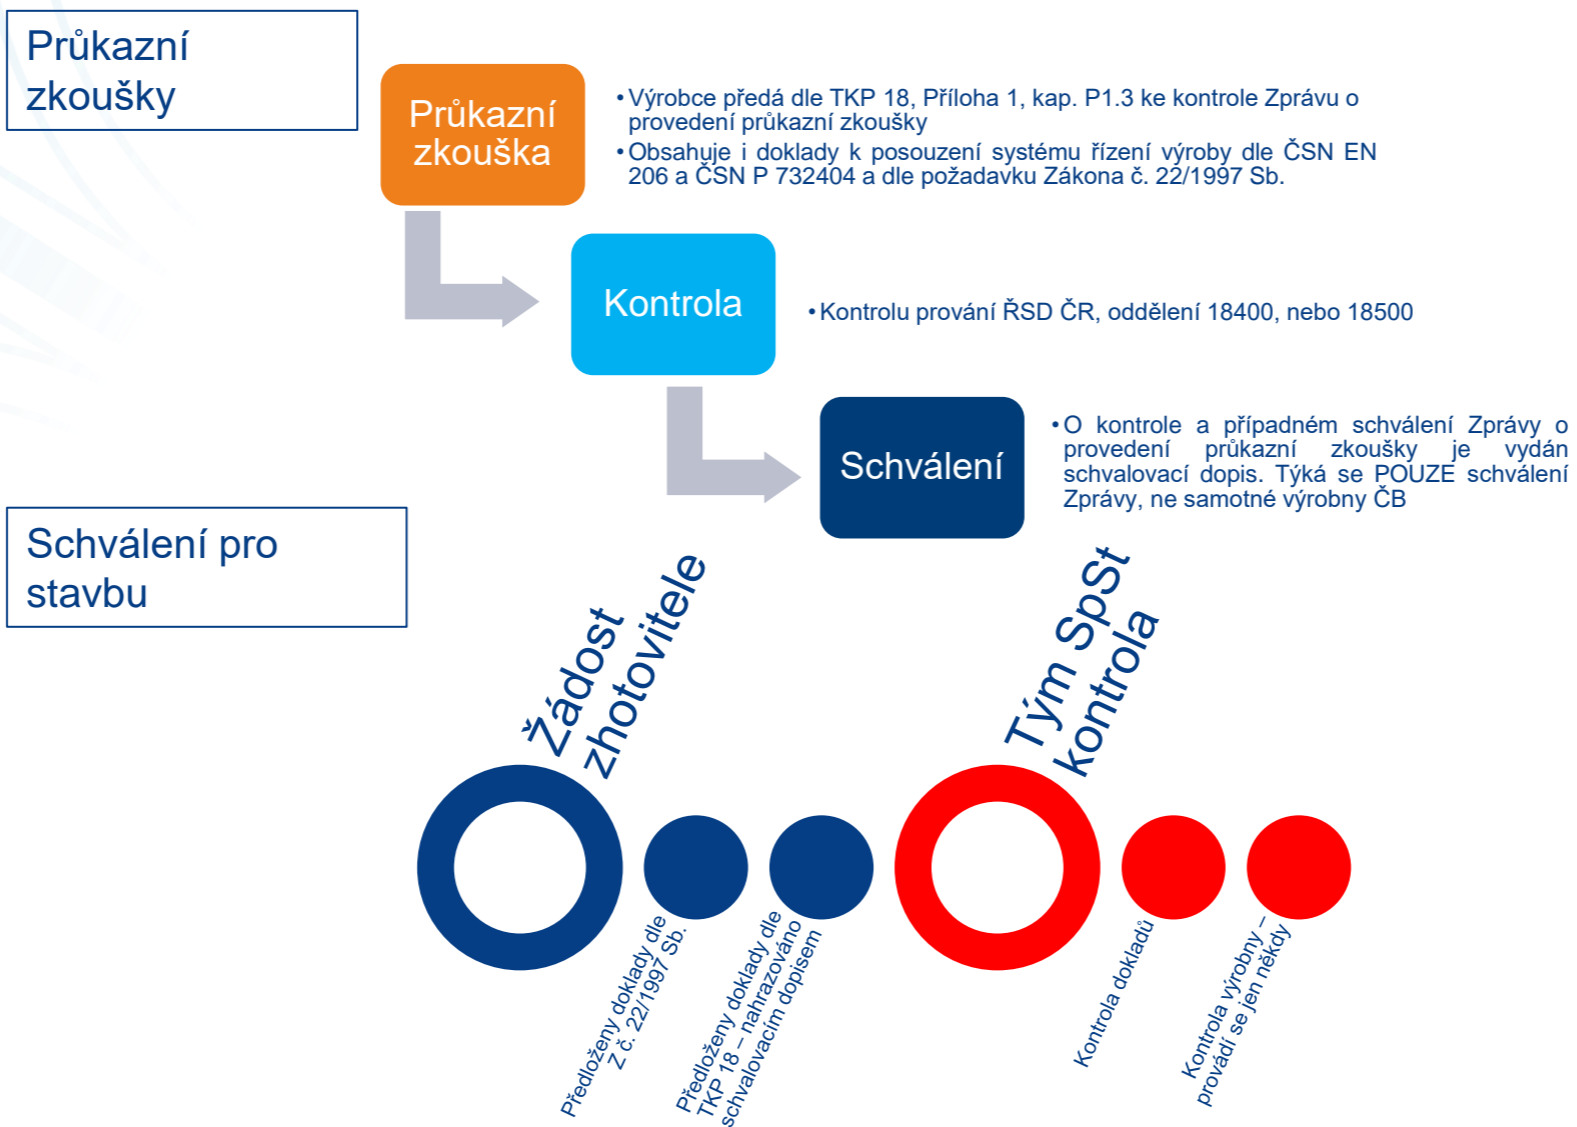 Průkazní
zkoušky
Průkazní
zkouška
• Výrobce předá dle TKP 18, Příloha 1, kap. P1.3 ke kontrole Zprávu o
provedení průkazní zkoušky
• Obsahuje i doklady k posouzení systému řízení výroby dle ČSN EN
206 a ČSN P 732404 a dle požadavku Zákona č. 22/1997 Sb.
Kontrola
• Kontrolu prování ŘSD ČR, oddělení 18400, nebo 18500
Schválení
• O kontrole a případném schválení Zprávy o
provedení průkazní zkoušky je vydán
schvalovací dopis. Týká se POUZE schválení
Zprávy, ne samotné výrobny ČB
Schválení pro
stavbu
Žádost
zhotovitele
Předloženy doklady dle
Z č. 22/1997 Sb.
Předloženy doklady dle
TKP 18 – nahrazováno
schvalovacím dopisem
Tým SpSt
kontrola
Kontrola dokladů
Kontrola výrobny –
provádí se jen někdy